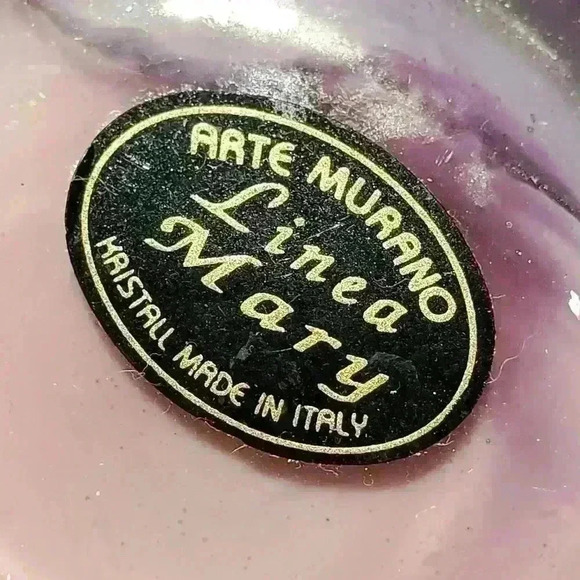 ARTE MURANO
Linea
Mary
KRISTALL MADE IN ITALY